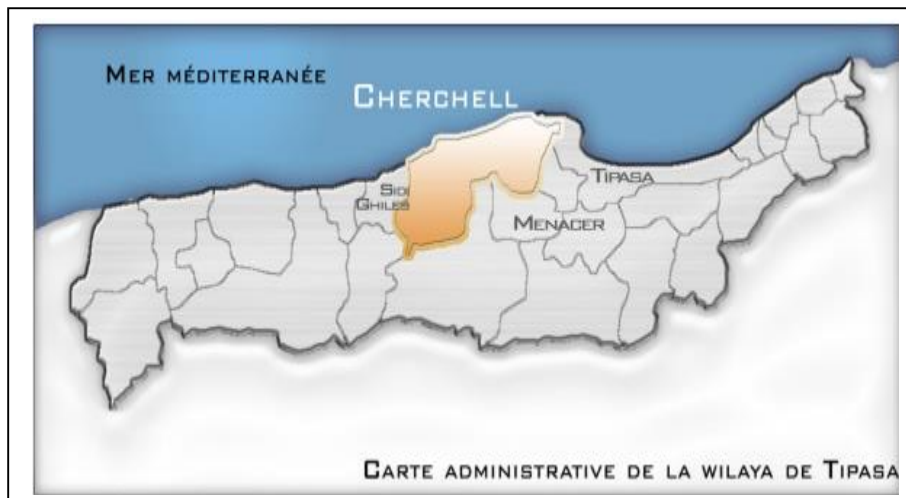 MER MÉDITERRANÉE
CHERCHELL
TIPASA
SIDI
GHILES
MENACER
CARTE ADMINISTRATIVE DE LA WILAYA DE TIPASA